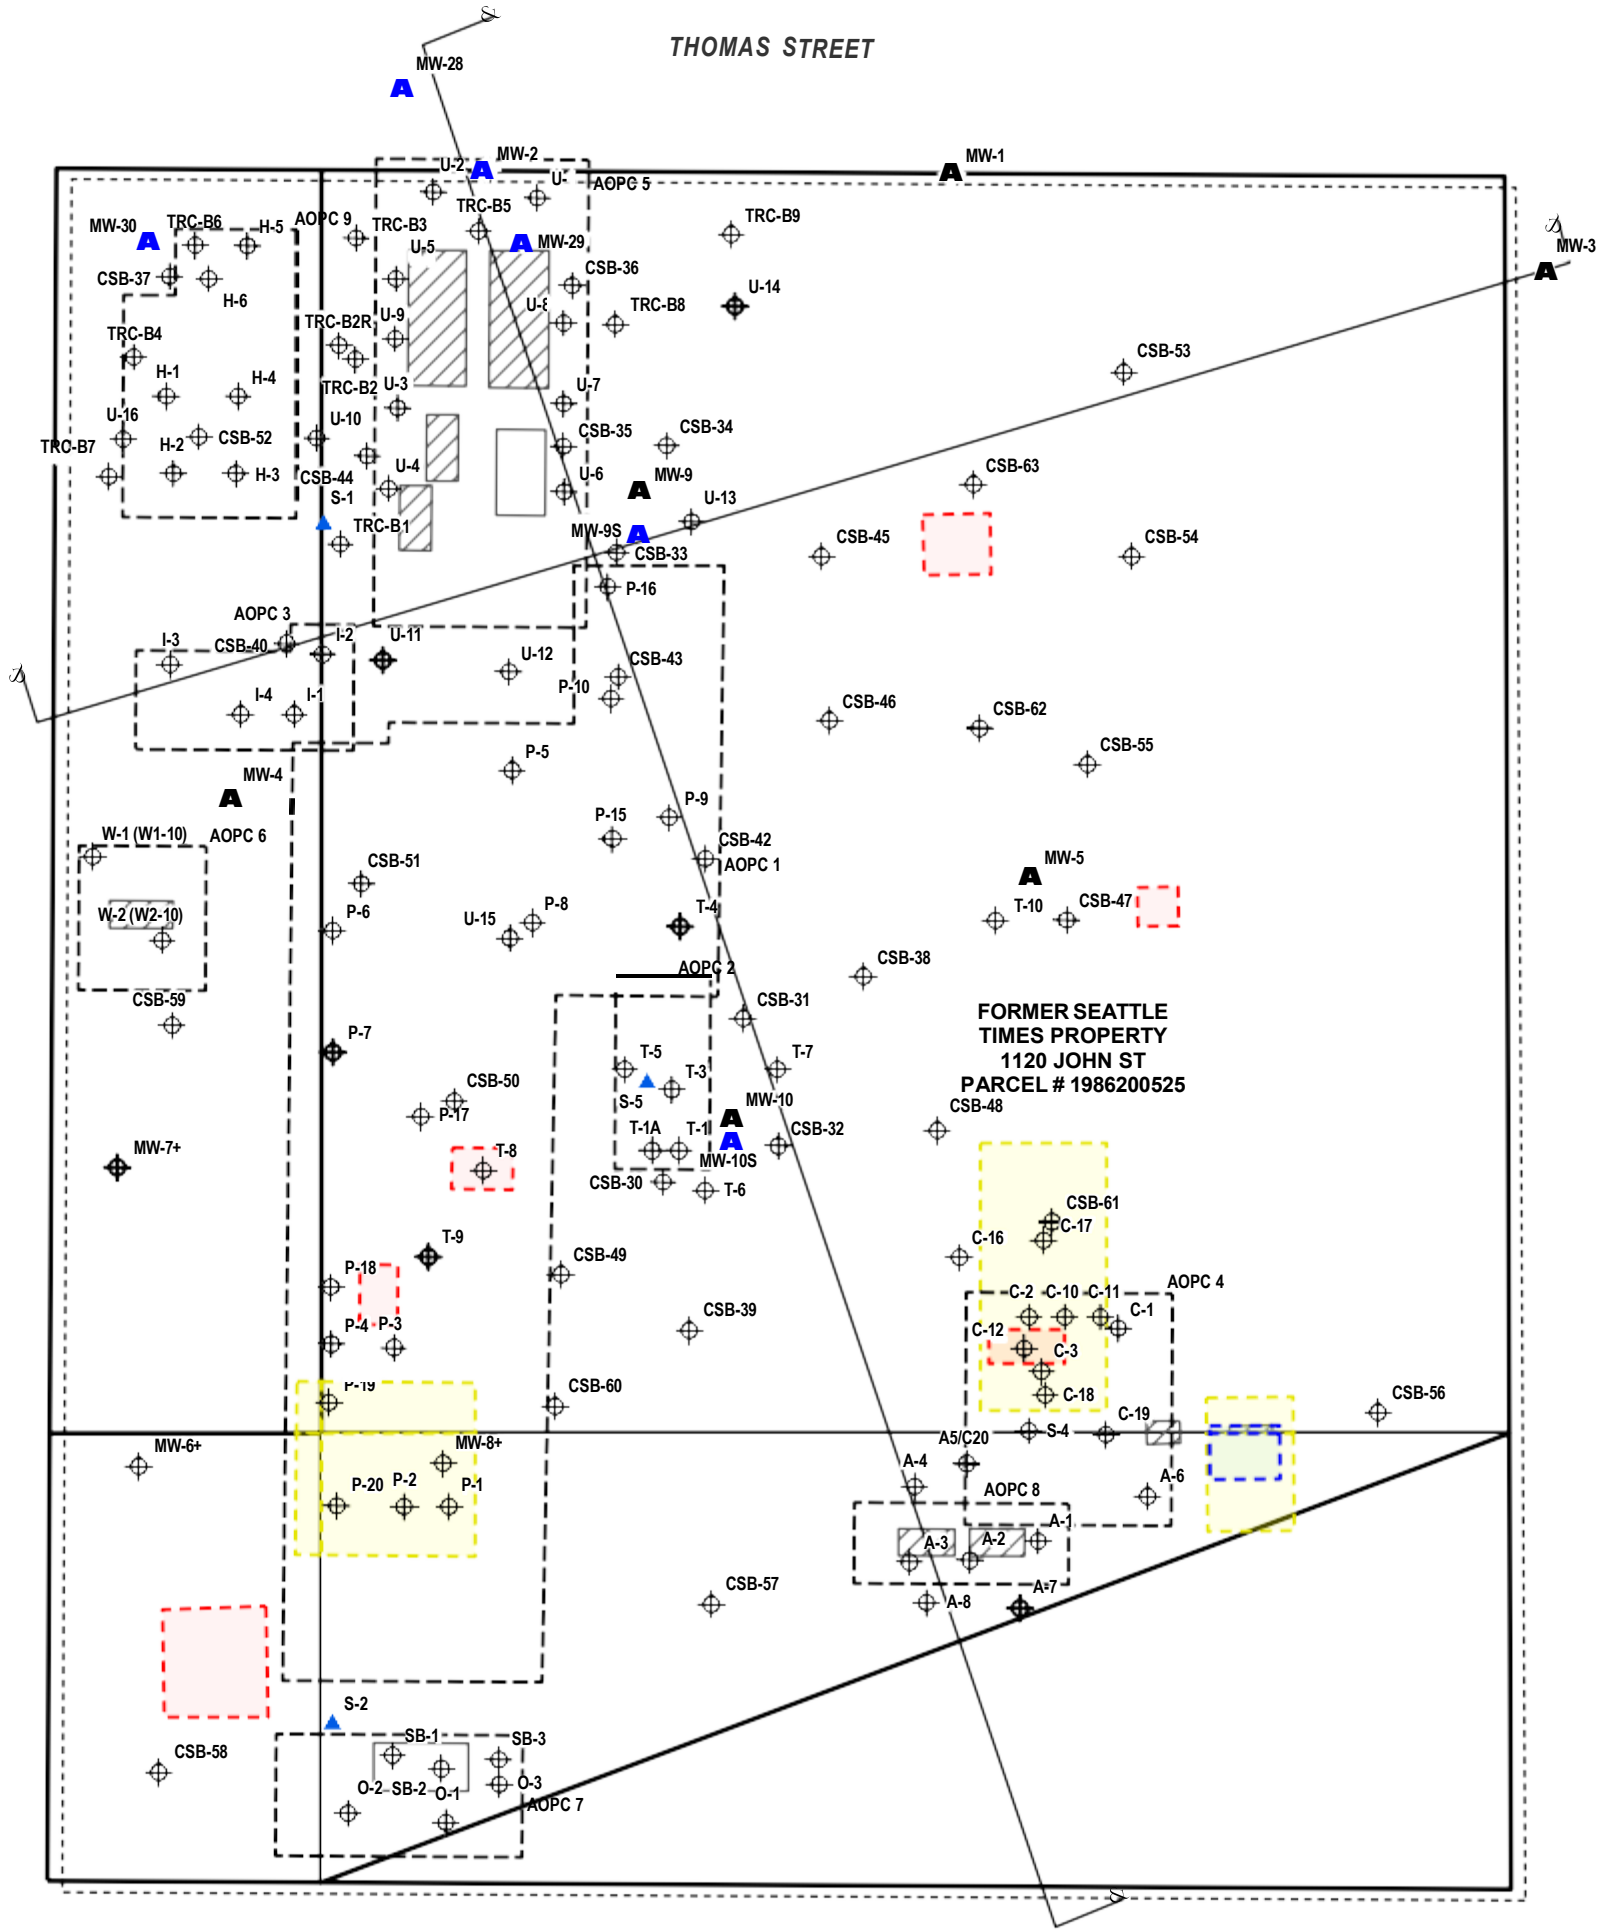 THOMAS STREET
MW-28
MW-2
MW-1
U-2
U-
AOPC 5
MW-30
TRC-B6
H-5
AOPC 9
TRC-B3
TRC-B5
TRC-B9
MW-3
U-5
MW-29
CSB-37
H-6
CSB-36
U-14
TRC-B4
TRC-B2R
U-9
U-8
TRC-B8
CSB-53
H-1
H-4
TRC-B2
U-3
U-7
U-16
U-10
TRC-B7
H-2
CSB-52
CSB-35
CSB-34
H-3
CSB-44
U-4
U-6
MW-9
CSB-63
S-1
U-13
TRC-B1
MW-9S
CSB-33
CSB-45
CSB-54
P-16
AOPC 3
I-3
CSB-40
I-2
U-11
U-12
CSB-43
I-4
I-1
P-10
CSB-46
CSB-62
CSB-55
P-5
MW-4
P-9
W-1 (W1-10)
AOPC 6
P-15
CSB-42
AOPC 1
CSB-51
MW-5
W-2 (W2-10)
P-6
U-15
P-8
T-4
T-10
CSB-47
AOPC 2
CSB-38
CSB-59
CSB-31
FORMER SEATTLE
TIMES PROPERTY
1120 JOHN ST
PARCEL # 1986200525
P-7
T-5
T-3
T-7
CSB-50
P-17
S-5
MW-10
CSB-48
MW-7+
T-8
T-1A
T-1
CSB-32
MW-10S
CSB-30
T-6
CSB-61
C-17
T-9
C-16
P-18
CSB-49
AOPC 4
C-2
C-10
C-11
C-1
P-4
P-3
CSB-39
C-12
C-3
P-19
CSB-60
C-18
CSB-56
MW-6+
MW-8+
S-4
C-19
A5/C20
P-20
P-2
P-1
A-4
AOPC 8
A-6
A-3
A-2
A-1
CSB-57
A-8
A-7
S-2
CSB-58
SB-1
SB-3
O-2
SB-2
O-1
O-3
AOPC 7